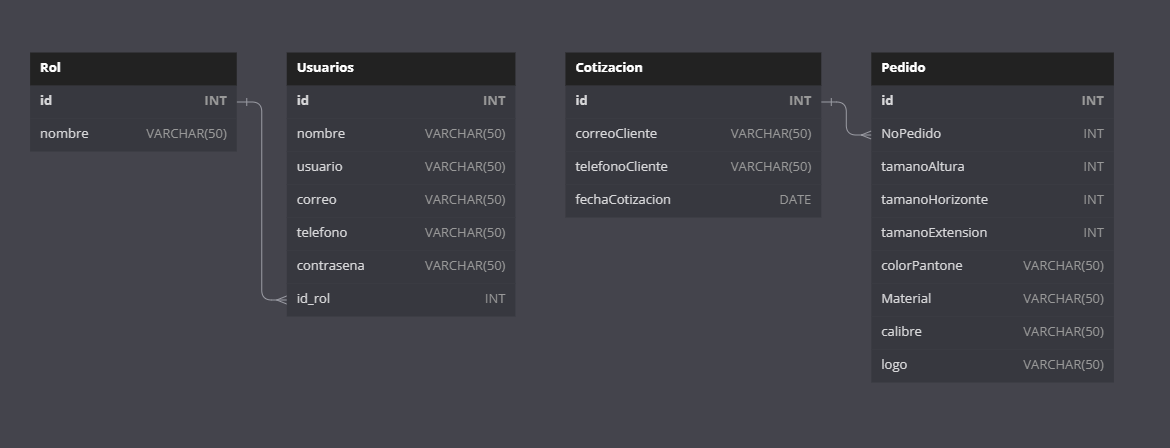 Rol
id INT
nombre VARCHAR(50)
Usuarios
id INT
nombre VARCHAR(50)
usuario VARCHAR(50)
correo VARCHAR(50)
telefono VARCHAR(50)
contrasena VARCHAR(50)
id_rol INT
Cotizacion
id INT
correoCliente VARCHAR(50)
telefonoCliente VARCHAR(50)
fechaCotizacion DATE
Pedido
id INT
NoPedido INT
tamanoAltura INT
tamanoHorizonte INT
tamanoExtension INT
colorPantone VARCHAR(50)
Material VARCHAR(50)
calibre VARCHAR(50)
logo VARCHAR(50)